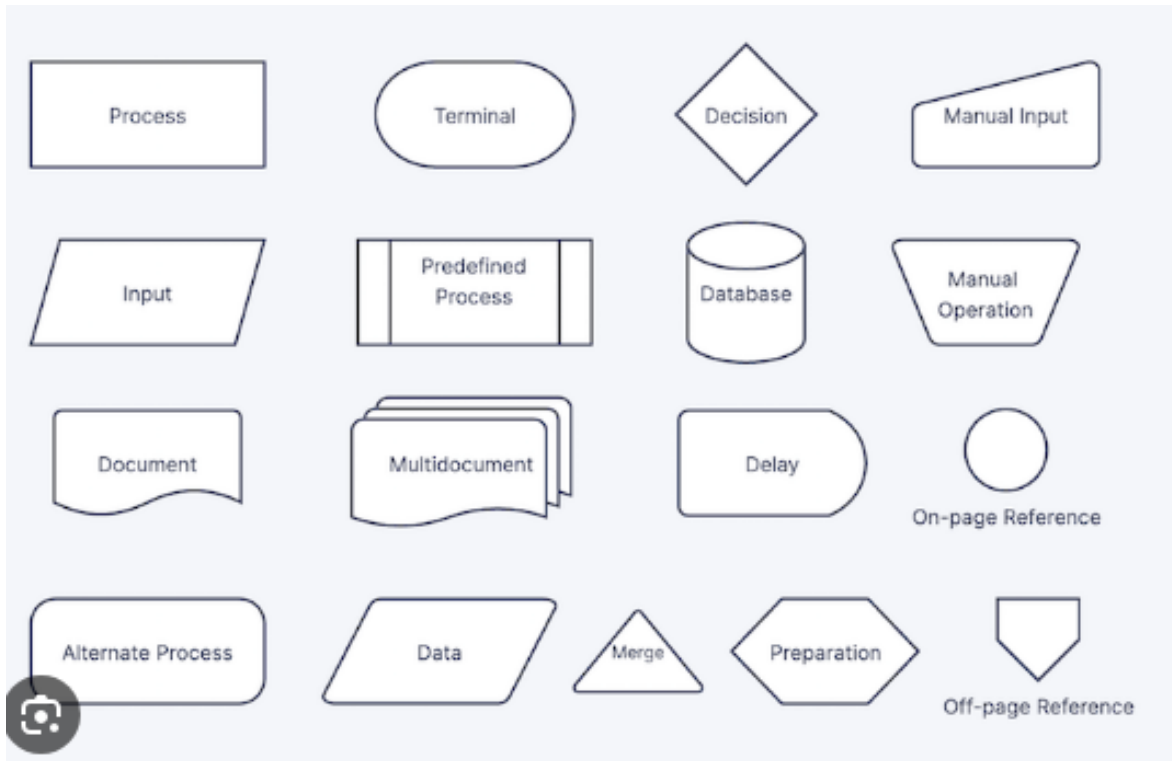 Process
Terminal
Decision
Manual Input
Input
Predefined
Process
Database
Manual
Operation
Document
Multidocument
Delay
On-page Reference
Alternate Process
Data
Merge
Preparation
Off-page Reference